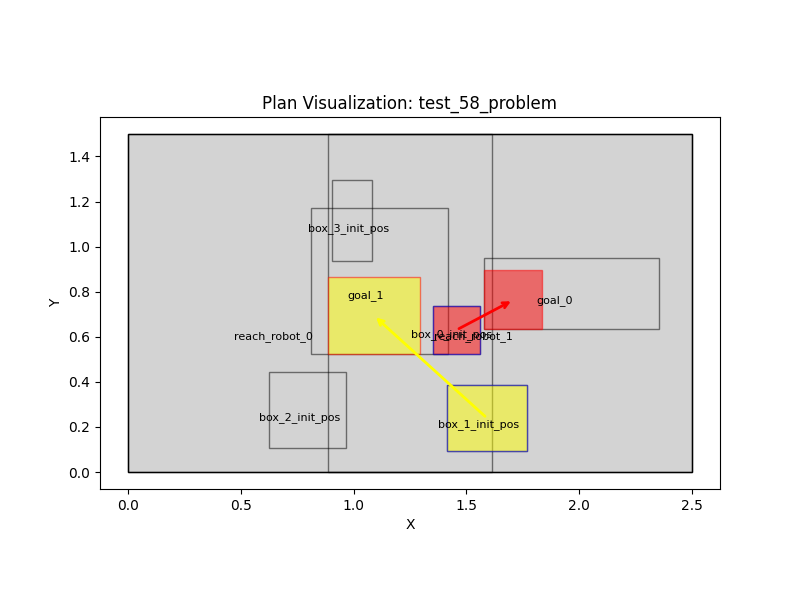 Plan Visualization: test_58_problem
1.4
1.2
1.0
0.8
0.6
0.4
0.2
0.0
Y
box_3_init_pos
goal_1
goal_0
reach_robot_0
box_0_init_pos
reach_robot_1
box_2_init_pos
box_1_init_pos
0.0 0.5 1.0 1.5 2.0 2.5
X